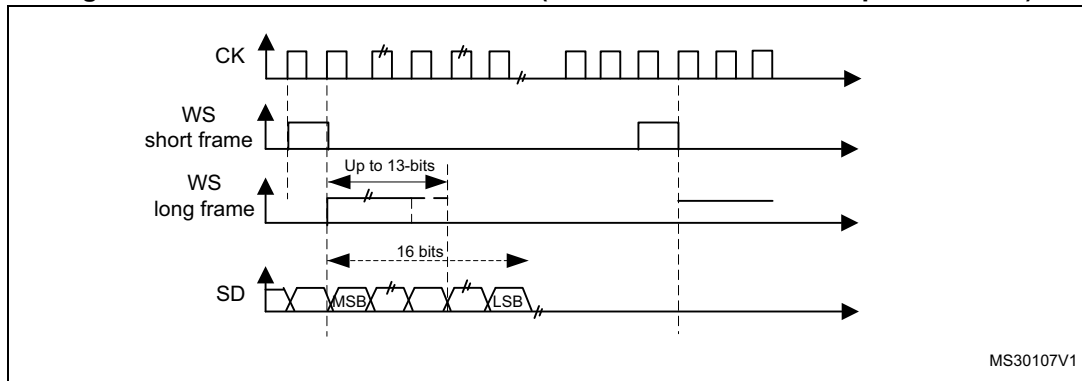 CK
WS
short frame
Up to 13-bits
WS
long frame
16 bits
SD
MSB
LSB
MS30107V1